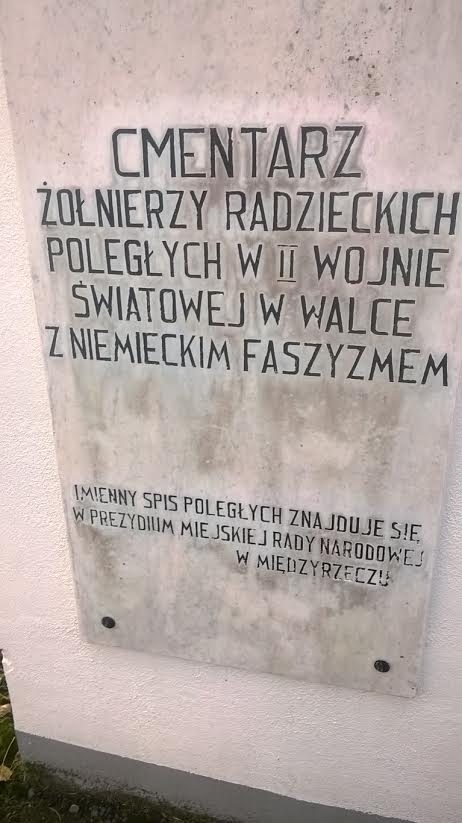 CMENTARZ
ŻOŁNIERZY RADZIECKICH
POLEGŁYCH W II WOJNIE
ŚWIATOWEJ W WALCE
Z NIEMIECKIM FASZYZMEM
IMIENNY SPIS POLEGŁYCH ZNAJDUJE SIĘ
W PREZYDIUM MIEJSKIEJ RADY NARODOWEJ
W MIĘDZYRZECZU